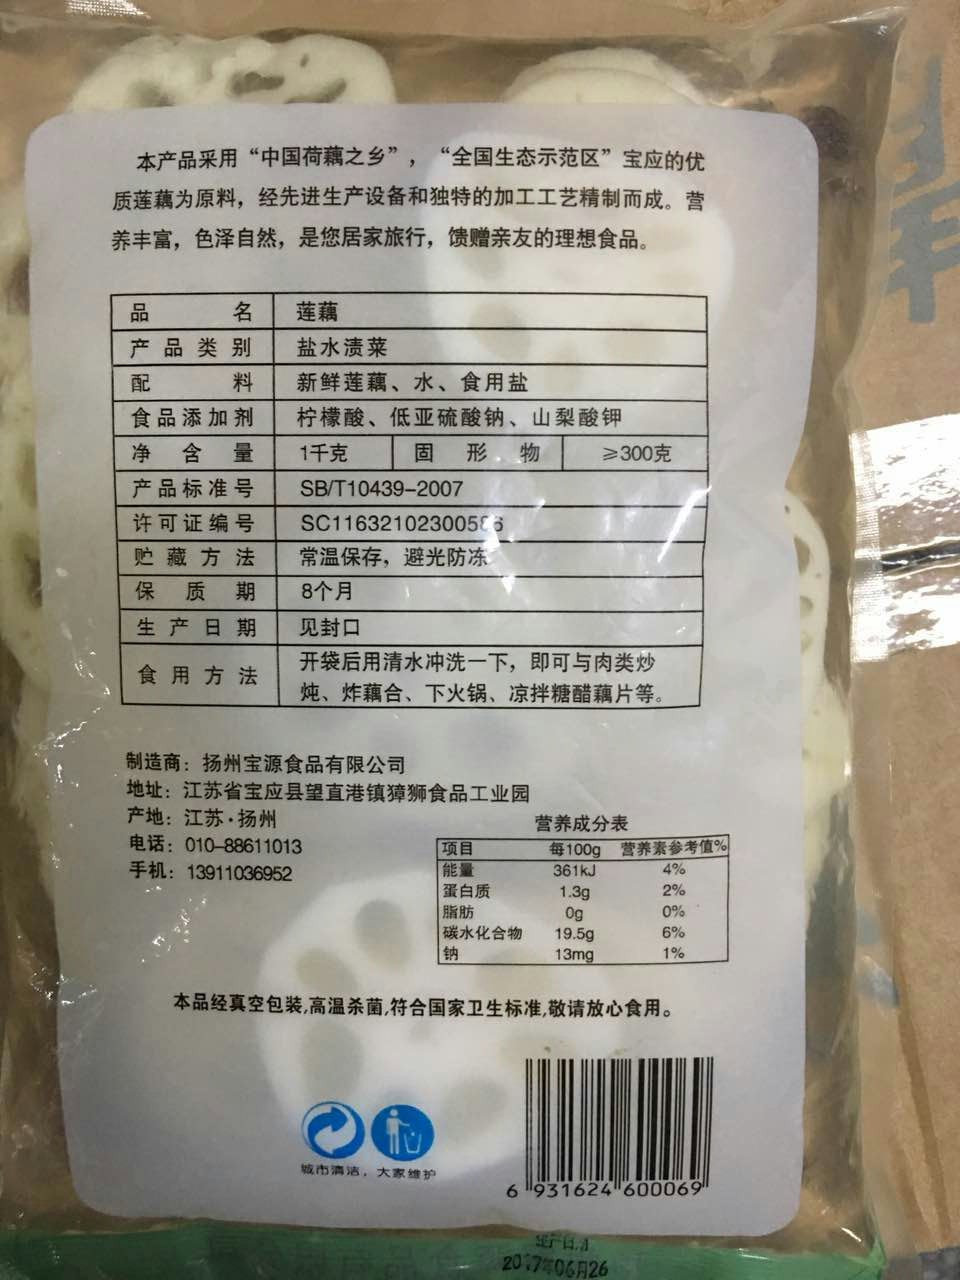 本产品采用“中国荷藕之乡”，“全国生态示范区”宝应的优
质莲藕为原料，经先进生产设备和独特的加工工艺精制而成。营
养丰富，色泽自然，是您居家旅行，馈赠亲友的理想食品。
品名 莲藕
产品类别 盐水渍菜
配料 新鲜莲藕、水、食用盐
食品添加剂 柠檬酸、低亚硫酸钠、山梨酸钾
净含量 1千克 固形物 ≥300克
产品标准号 SB/T10439-2007
许可证编号
贮藏方法 常温保存，避光防冻
保质期 8个月
生产日期 见封口
食用方法 开袋后用清水冲洗一下，即可与肉类炒
炖、炸藕合、下火锅、凉拌糖醋藕片等。
制造商：扬州宝源食品有限公司
地址：江苏省宝应县望直港镇獐狮食品工业园
产地：江苏·扬州
电话：010-88611013
手机：13911036952
营养成分表
项目 每100g 营养素参考值%
能量 361kJ 4%
蛋白质 1.3g 2%
脂肪 0g 0%
碳水化合物 19.5g 6%
钠 13mg 1%
本品经真空包装,高温杀菌,符合国家卫生标准,敬请放心食用。
城市清洁，大家维护
6 931624 600069
生产日期
2017年06月26